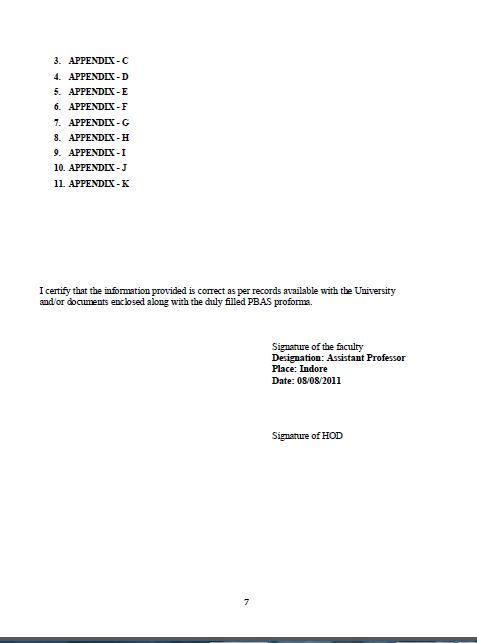 3. APPENDIX - C
4. APPENDIX - D
5. APPENDIX - E
6. APPENDIX - F
7. APPENDIX - G
8. APPENDIX - H
9. APPENDIX - I
10. APPENDIX - J
11. APPENDIX - K
I certify that the information provided is correct as per records available with the University
and/or documents enclosed along with the duly filled PBAS proforma.
Signature of the faculty
Designation: Assistant Professor
Place: Indore
Date: 08/08/2011
Signature of HOD
7